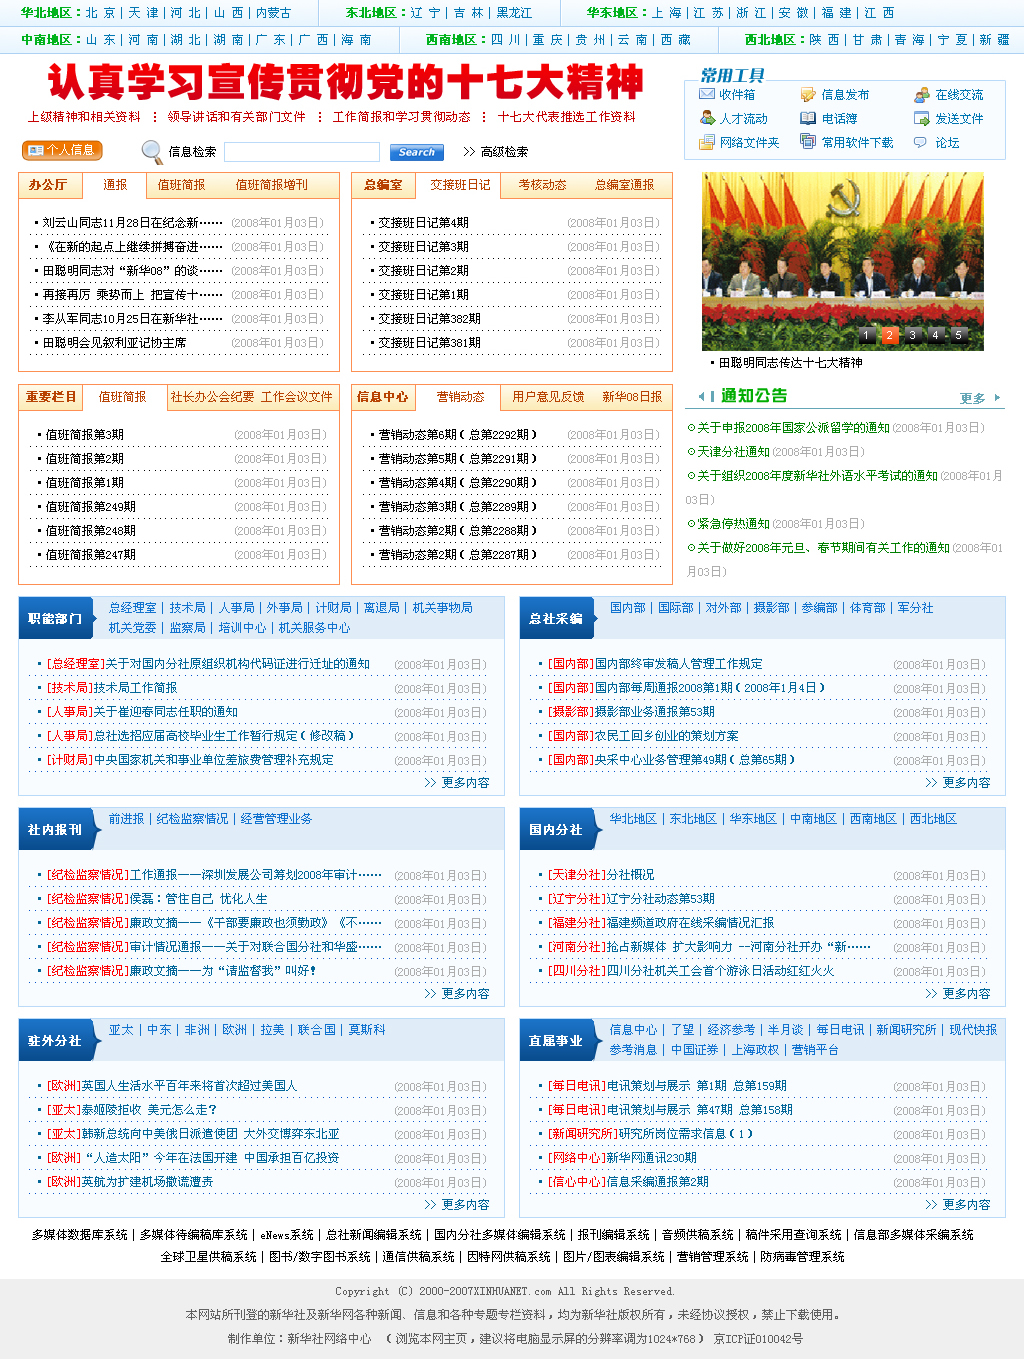 华北地区：北 京 | 天 津 | 河 北 | 山 西 | 内蒙古 东北地区：辽 宁 | 吉 林 | 黑龙江 华东地区：上 海 | 江 苏 | 浙 江 | 安 徽 | 福 建 | 江 西
中南地区：山 东 | 河 南 | 湖 北 | 湖 南 | 广 东 | 广 西 | 海 南 西南地区：四 川 | 重 庆 | 贵 州 | 云 南 | 西 藏 西北地区：陕 西 | 甘 肃 | 青 海 | 宁 夏 | 新 疆
认真学习宣传贯彻党的十七大精神
上级精神和相关资料 ： 领导讲话和有关部门文件 ： 工作简报和学习贯彻动态 ： 十七大代表推选工作资料
个人信息 信息检索 Search >> 高级检索
常用工具
收件箱 信息发布 在线交流
人才流动 电话簿 发送文件
网络文件夹 常用软件下载 论坛
办公厅 通报 值班简报 值班简报增刊
刘云山同志11月28日在纪念新…… (2008年01月03日)
《在新的起点上继续拼搏奋进…… (2008年01月03日)
田聪明同志对“新华08”的谈…… (2008年01月03日)
再接再厉 乘势而上 把宣传十…… (2008年01月03日)
李从军同志10月25日在新华社…… (2008年01月03日)
田聪明会见叙利亚记协主席 (2008年01月03日)
总编室 交接班日记 考核动态 总编室通报
交接班日记第4期 (2008年01月03日)
交接班日记第3期 (2008年01月03日)
交接班日记第2期 (2008年01月03日)
交接班日记第1期 (2008年01月03日)
交接班日记第382期 (2008年01月03日)
交接班日记第381期 (2008年01月03日)
1 2 3 4 5
田聪明同志传达十七大精神
重要栏目 值班简报 社长办公会纪要 工作会议文件
值班简报第3期 (2008年01月03日)
值班简报第2期 (2008年01月03日)
值班简报第1期 (2008年01月03日)
值班简报第249期 (2008年01月03日)
值班简报第248期 (2008年01月03日)
值班简报第247期 (2008年01月03日)
信息中心 营销动态 用户意见反馈 新华08日报
营销动态第6期(总第2292期) (2008年01月03日)
营销动态第5期(总第2291期) (2008年01月03日)
营销动态第4期(总第2290期) (2008年01月03日)
营销动态第3期(总第2289期) (2008年01月03日)
营销动态第2期(总第2288期) (2008年01月03日)
营销动态第2期(总第2287期) (2008年01月03日)
通知公告 更多
关于申报2008年国家公派留学的通知 (2008年01月03日)
天津分社通知 (2008年01月03日)
关于组织2008年度新华社外语水平考试的通知 (2008年01月
03日)
紧急停热通知 (2008年01月03日)
关于做好2008年元旦、春节期间有关工作的通知 (2008年01
月03日)
职能部门 总经理室 | 技术局 | 人事局 | 外事局 | 计财局 | 离退局 | 机关事物局
机关党委 | 监察局 | 培训中心 | 机关服务中心
[总经理室]关于对国内分社原组织机构代码证进行迁址的通知 (2008年01月03日)
[技术局]技术局工作简报 (2008年01月03日)
[人事局]关于崔迎春同志任职的通知 (2008年01月03日)
[人事局]总社选招应届高校毕业生工作暂行规定(修改稿) (2008年01月03日)
[计财局]中央国家机关和事业单位差旅费管理补充规定 (2008年01月03日)
>> 更多内容
总社采编 国内部 | 国际部 | 对外部 | 摄影部 | 参编部 | 体育部 | 军分社
[国内部]国内部终审发稿人管理工作规定 (2008年01月03日)
[国内部]国内部每周通报2008第1期(2008年1月4日) (2008年01月03日)
[摄影部]摄影部业务通报第53期 (2008年01月03日)
[国内部]农民工回乡创业的策划方案 (2008年01月03日)
[国内部]央采中心业务管理第49期(总第65期) (2008年01月03日)
>> 更多内容
社内报刊 前进报 | 纪检监察情况 | 经营管理业务
[纪检监察情况]工作通报——深圳发展公司筹划2008年审计…… (2008年01月03日)
[纪检监察情况]侯磊：管住自己 优化人生 (2008年01月03日)
[纪检监察情况]廉政文摘——《干部要廉政也须勤政》《不…… (2008年01月03日)
[纪检监察情况]审计情况通报——关于对联合国分社和华盛…… (2008年01月03日)
[纪检监察情况]廉政文摘——为“请监督我”叫好! (2008年01月03日)
>> 更多内容
国内分社 华北地区 | 东北地区 | 华东地区 | 中南地区 | 西南地区 | 西北地区
[天津分社]分社概况 (2008年01月03日)
[辽宁分社]辽宁分社动态第53期 (2008年01月03日)
[福建分社]福建频道政府在线采编情况汇报 (2008年01月03日)
[河南分社]抢占新媒体 扩大影响力 --河南分社开办“新…… (2008年01月03日)
[四川分社]四川分社机关工会首个游泳日活动红红火火 (2008年01月03日)
>> 更多内容
驻外分社 亚太 | 中东 | 非洲 | 欧洲 | 拉美 | 联合国 | 莫斯科
[欧洲]英国人生活水平百年来将首次超过美国人 (2008年01月03日)
[亚太]泰姬陵拒收 美元怎么走? (2008年01月03日)
[亚太]韩新总统向中美俄日派遣使团 大外交博弈东北亚 (2008年01月03日)
[欧洲]“人造太阳”今年在法国开建 中国承担百亿投资 (2008年01月03日)
[欧洲]英航为扩建机场撒谎遭责 (2008年01月03日)
>> 更多内容
直属事业 信息中心 | 了望 | 经济参考 | 半月谈 | 每日电讯 | 新闻研究所 | 现代快报
参考消息 | 中国证券 | 上海政权 | 营销平台
[每日电讯]电讯策划与展示 第1期 总第159期 (2008年01月03日)
[每日电讯]电讯策划与展示 第47期 总第158期 (2008年01月03日)
[新闻研究所]研究所岗位需求信息(1) (2008年01月03日)
[网络中心]新华网通讯230期 (2008年01月03日)
[信心中心]信息采编通报第2期 (2008年01月03日)
>> 更多内容
多媒体数据库系统 | 多媒体待编稿库系统 | eNews系统 | 总社新闻编辑系统 | 国内分社多媒体编辑系统 | 报刊编辑系统 | 音频供稿系统 | 稿件采用查询系统 | 信息部多媒体采编系统
全球卫星供稿系统 | 图书/数字图书系统 | 通信供稿系统 | 因特网供稿系统 | 图片/图表编辑系统 | 营销管理系统 | 防病毒管理系统
Copyright (C) 2000-2007XINHUANET.com All Rights Reserved.
本网站所刊登的新华社及新华网各种新闻、信息和各种专题专栏资料，均为新华社版权所有，未经协议授权，禁止下载使用。
制作单位：新华社网络中心 (浏览本网主页，建议将电脑显示屏的分辨率调为1024*768) 京ICP证010042号